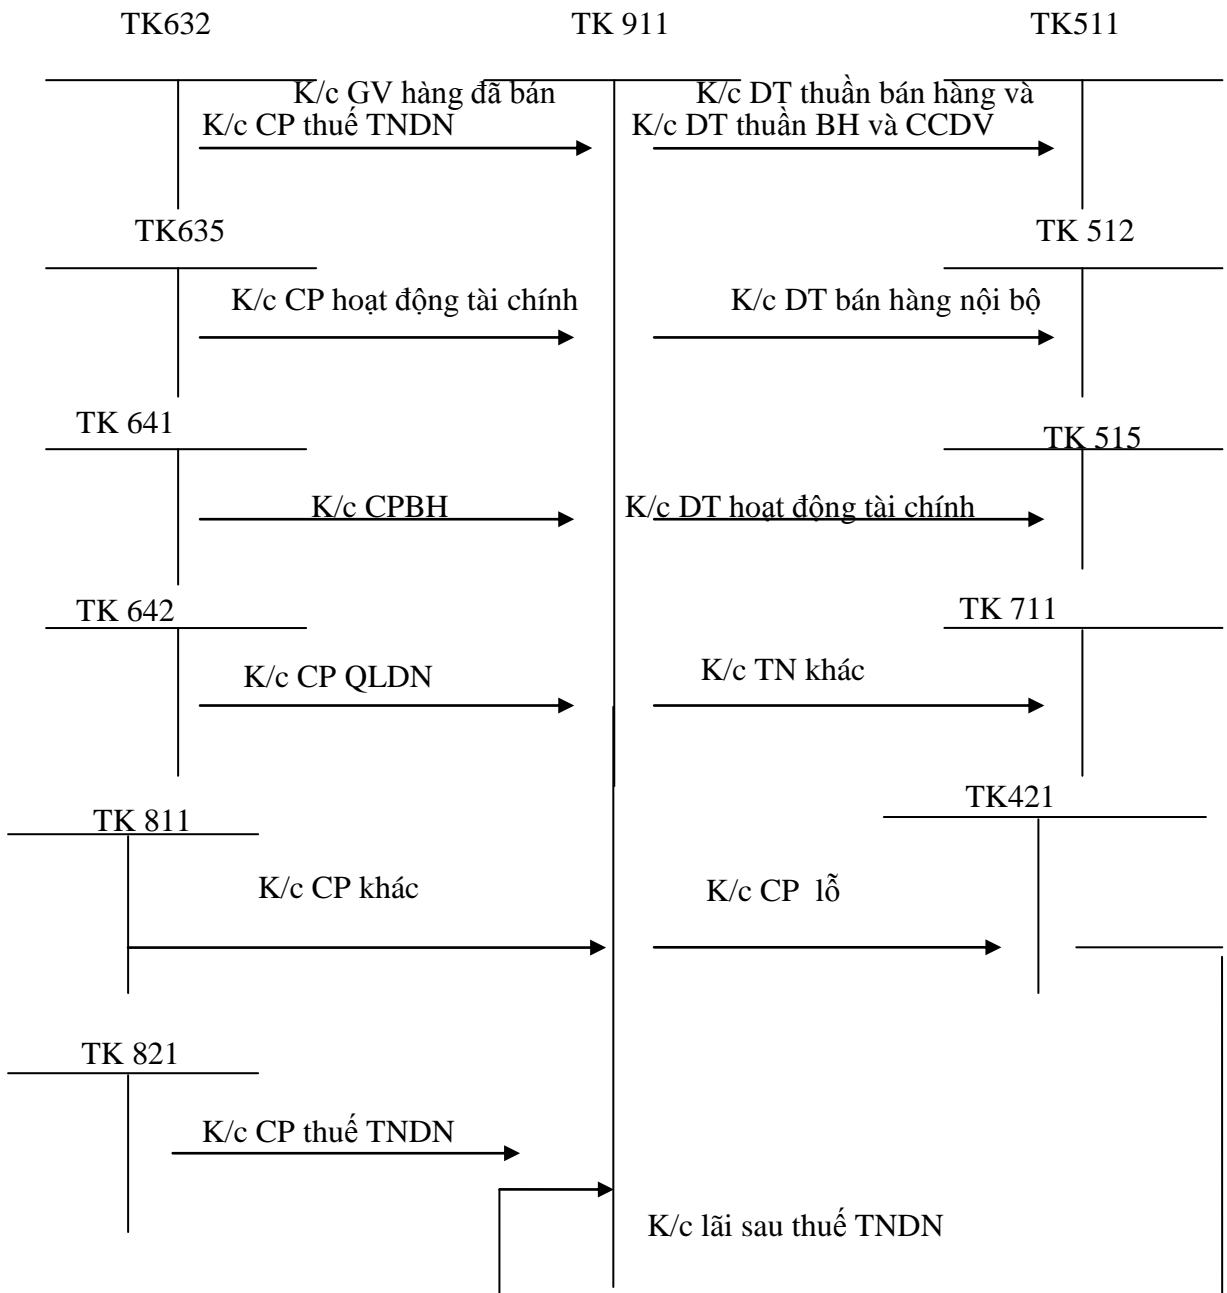 TK632
TK 911
TK511
K/c GV hàng đã bán
K/c DT thuần bán hàng và
K/c CP thuế TNDN
K/c DT thuần BH và CCDV
TK635
TK 512
K/c CP hoạt động tài chính
K/c DT bán hàng nội bộ
TK 641
TK 515
K/c CPBH
K/c DT hoạt động tài chính
TK 642
TK 711
K/c CP QLDN
K/c TN khác
TK 811
TK421
K/c CP khác
K/c CP lỗ
TK 821
K/c CP thuế TNDN
K/c lãi sau thuế TNDN